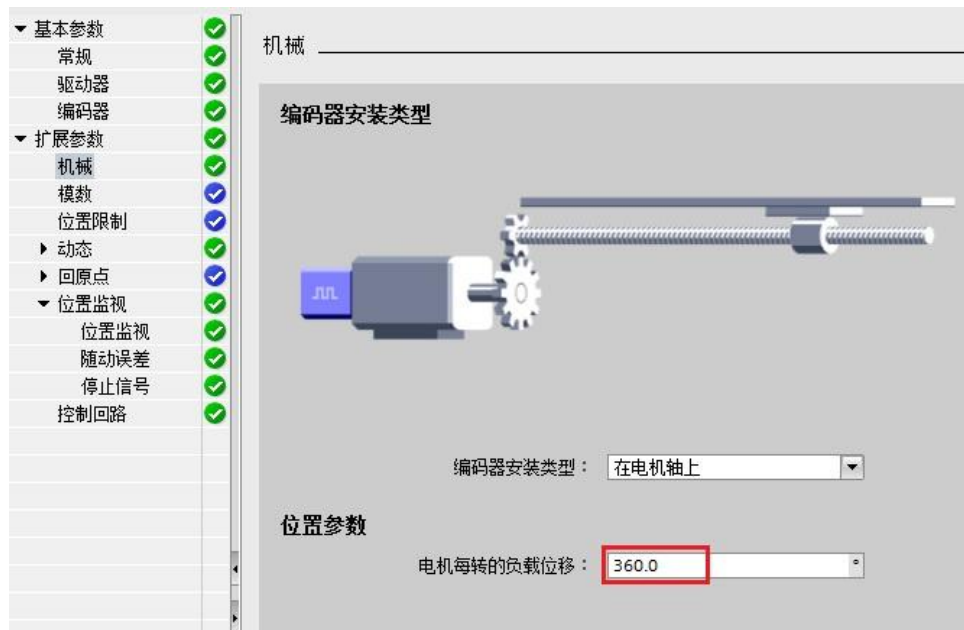 基本参数
常规
驱动器
编码器
扩展参数
机械
模数
位置限制
动态
回原点
位置监视
位置监视
随动误差
停止信号
控制回路
机械
编码器安装类型
编码器安装类型：
在电机轴上
位置参数
电机每转的负载位移：
360.0
°